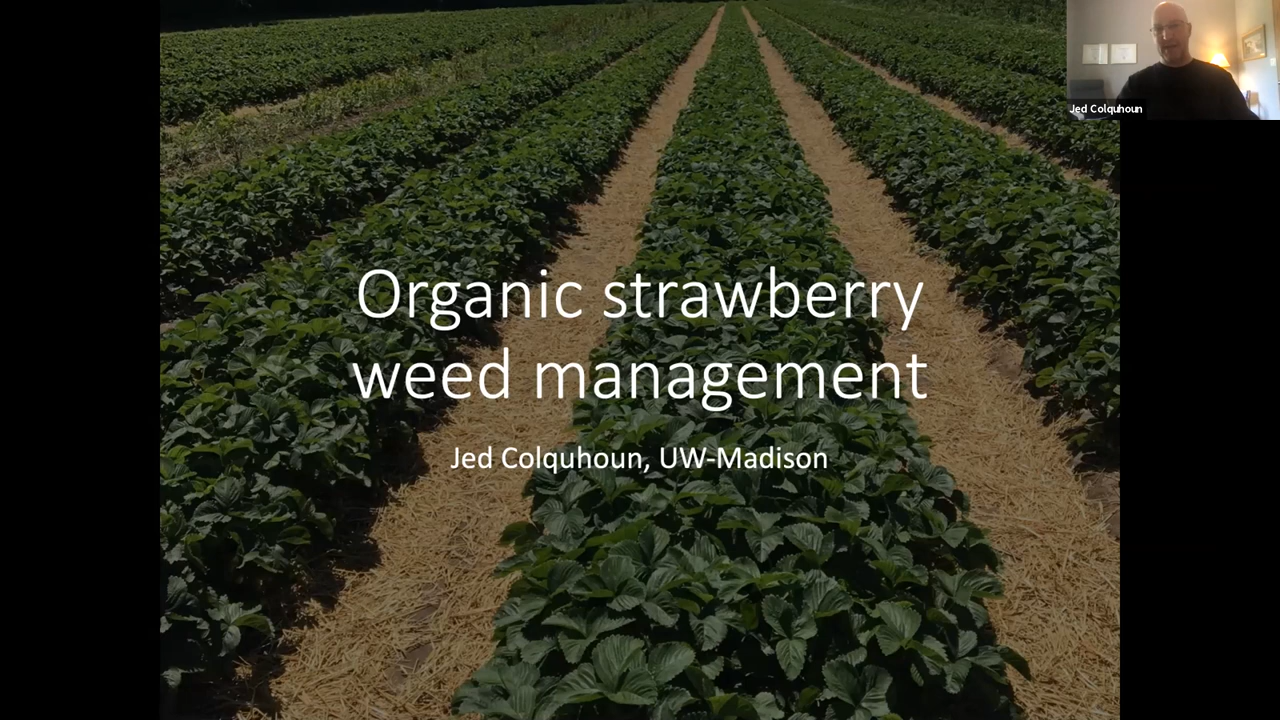 Jed Colquhoun
Organic strawberry
weed management
Jed Colquhoun, UW-Madison